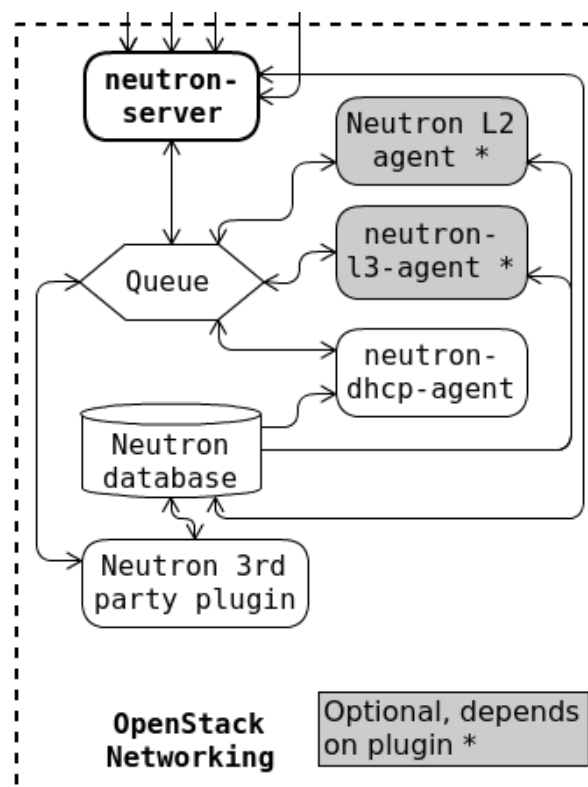 neutron-
server
Neutron L2
agent *
neutron-
l3-agent *
Queue
neutron-
dhcp-agent
Neutron
database
Neutron 3rd
party plugin
OpenStack
Networking
Optional, depends
on plugin *